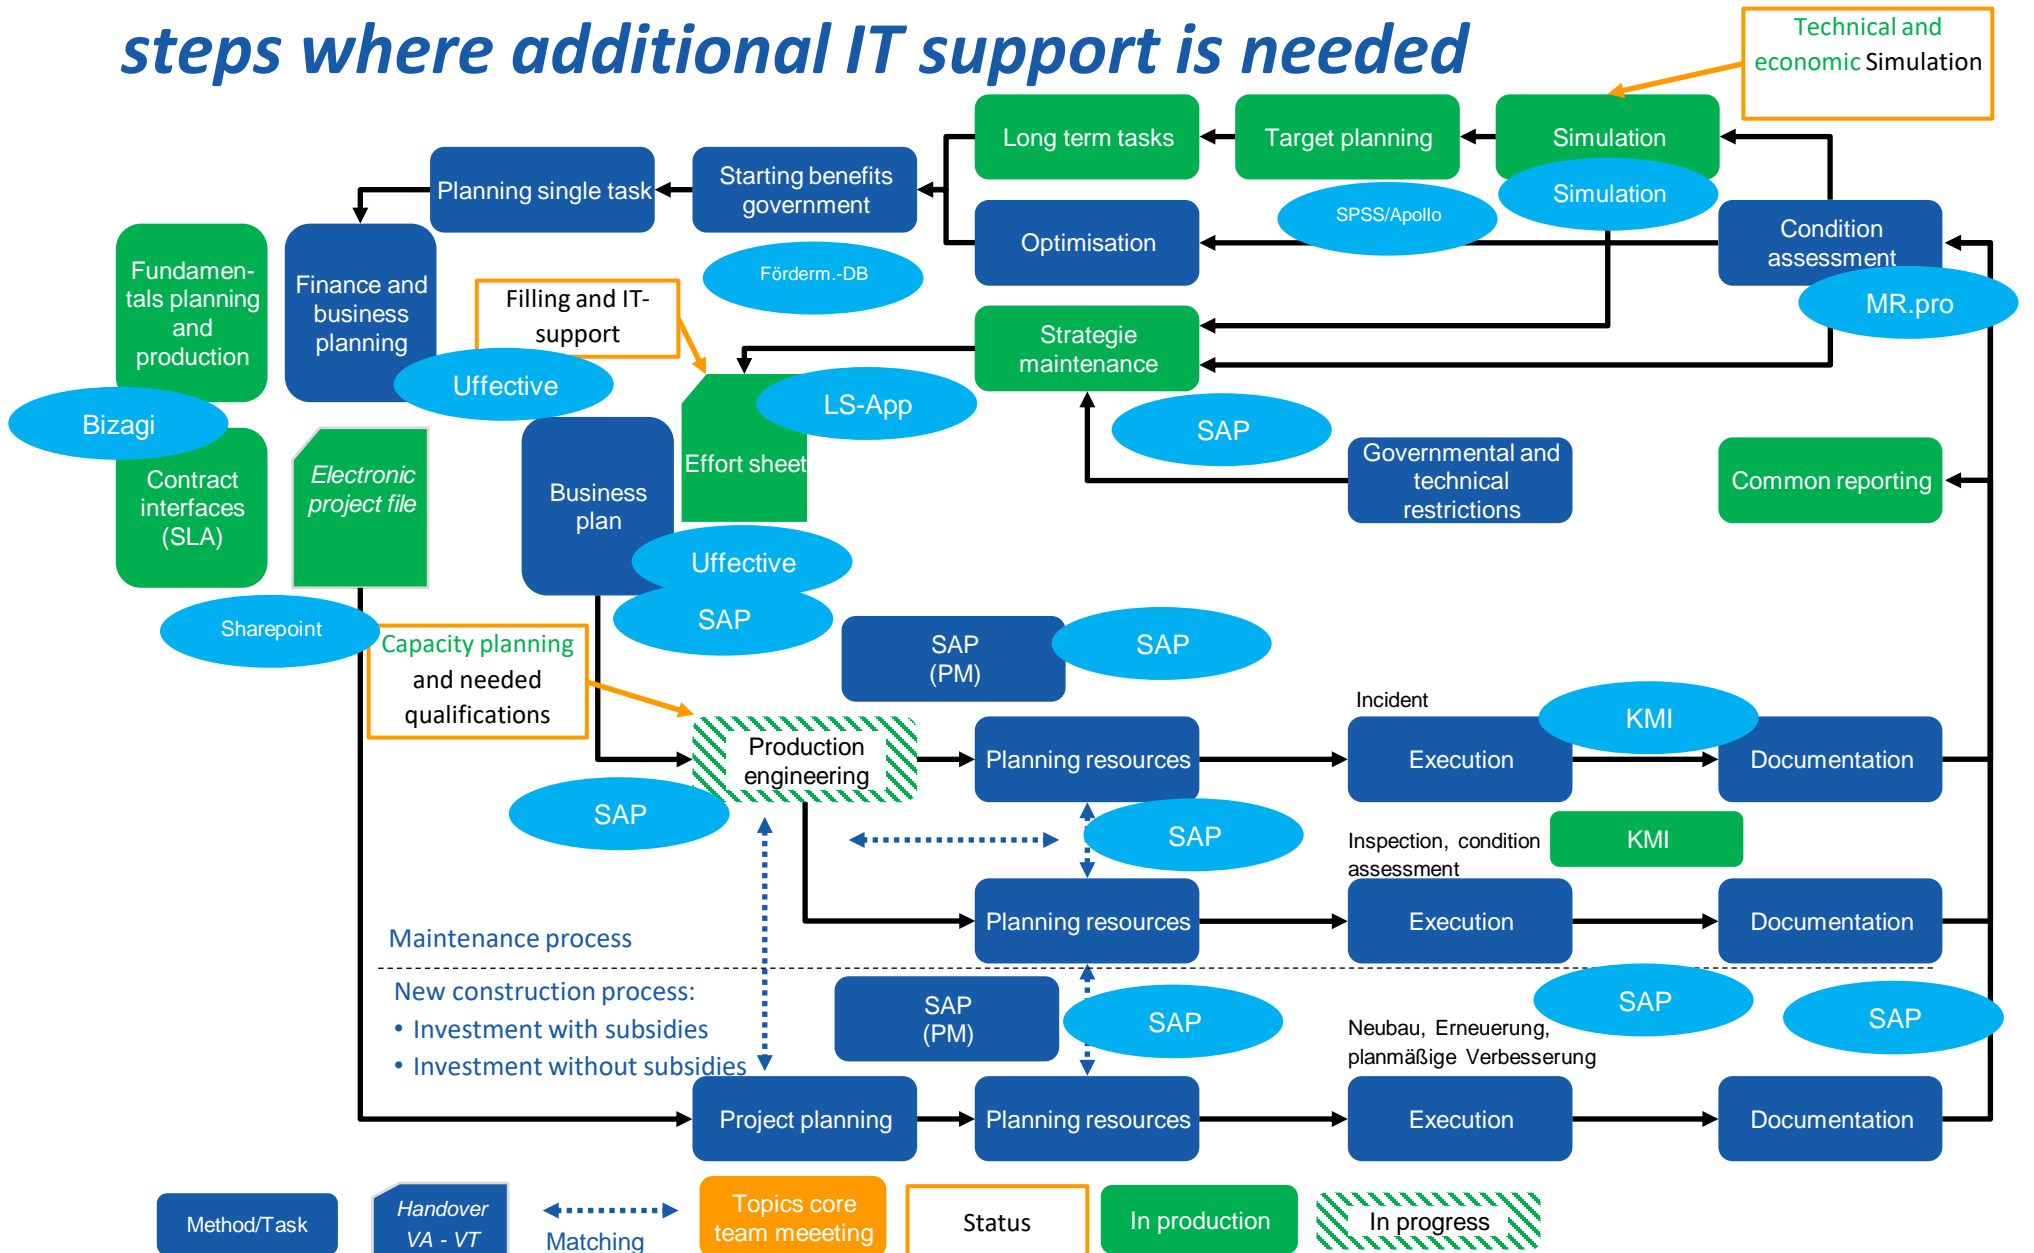 steps where additional IT support is needed
Technical and
economic Simulation
Long term tasks
Target planning
Simulation
Simulation
Planning single task
Starting benefits
government
SPSS/Apollo
Optimisation
Condition
assessment
MR.pro
Fundamen-
tals planning
and
production
Finance and
business
planning
Förderm.-DB
Filling and IT-
support
Uffective
Strategie
maintenance
LS-App
SAP
Bizagi
Contract
interfaces
(SLA)
Electronic
project file
Business
plan
Effort sheet
Governmental and
technical
restrictions
Common reporting
Uffective
SAP
Sharepoint
Capacity planning
and needed
qualifications
SAP
(PM)
SAP
Incident
KMI
Production
engineering
Planning resources
Execution
Documentation
SAP
SAP
Inspection, condition
assessment
KMI
Planning resources
Execution
Documentation
Maintenance process
New construction process:
• Investment with subsidies
• Investment without subsidies
SAP
(PM)
SAP
SAP
SAP
Neubau, Erneuerung,
planmäßige Verbesserung
Project planning
Planning resources
Execution
Documentation
Method/Task
Handover
VA - VT
Matching
Topics core
team meeeting
Status
In production
In progress